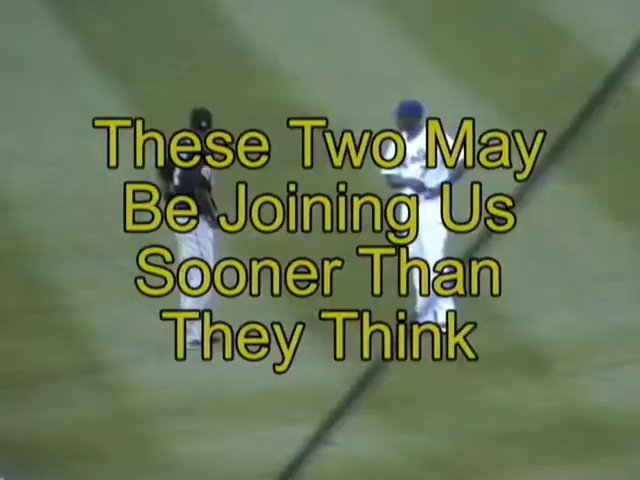 These Two May
Be Joining Us
Sooner Than
They Think